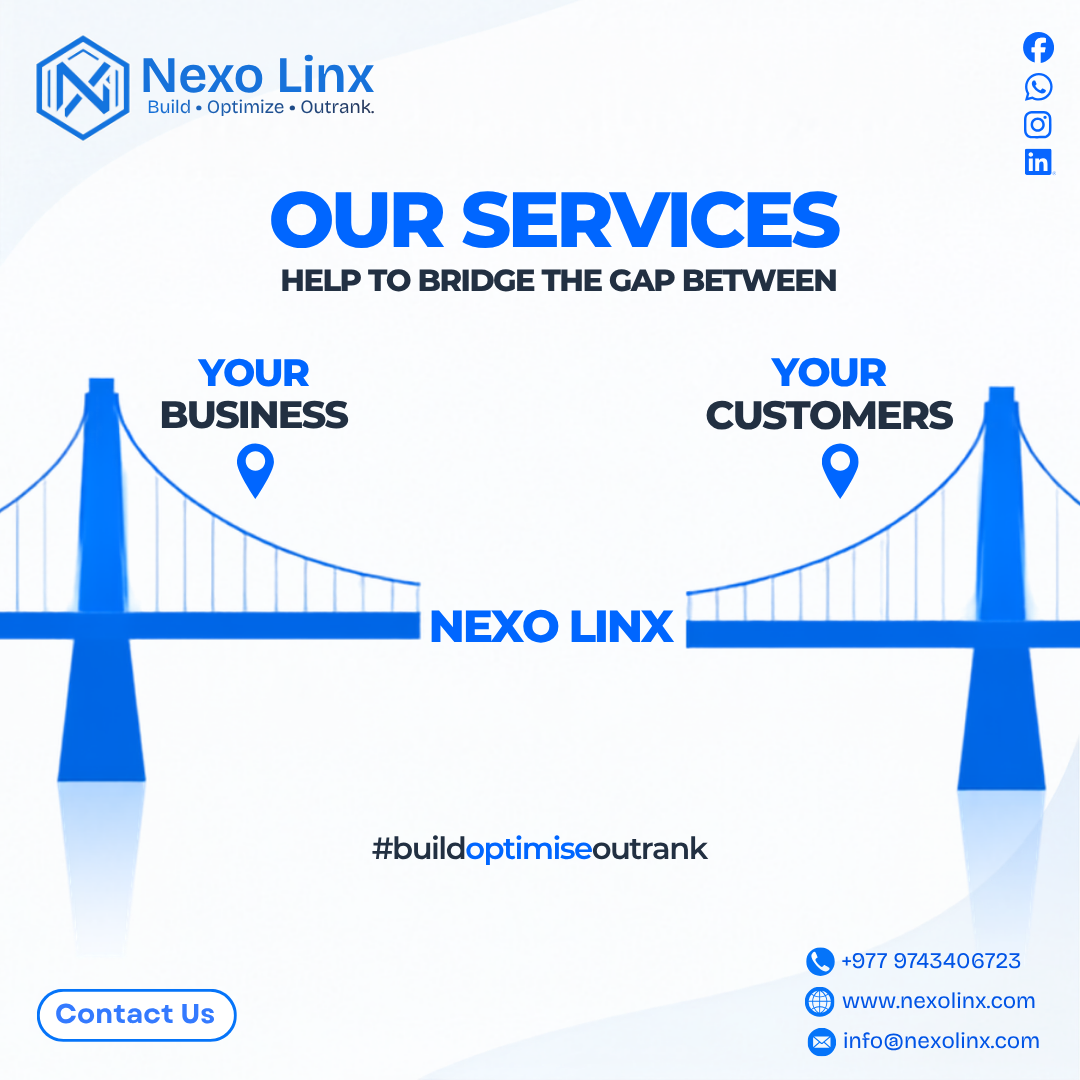 Nexo Linx
Build • Optimize • Outrank.
OUR SERVICES
HELP TO BRIDGE THE GAP BETWEEN
YOUR
BUSINESS
YOUR
CUSTOMERS
NEXO LINX
#buildoptimiseoutrank
Contact Us
+977 9743406723
www.nexolinx.com
info@nexolinx.com